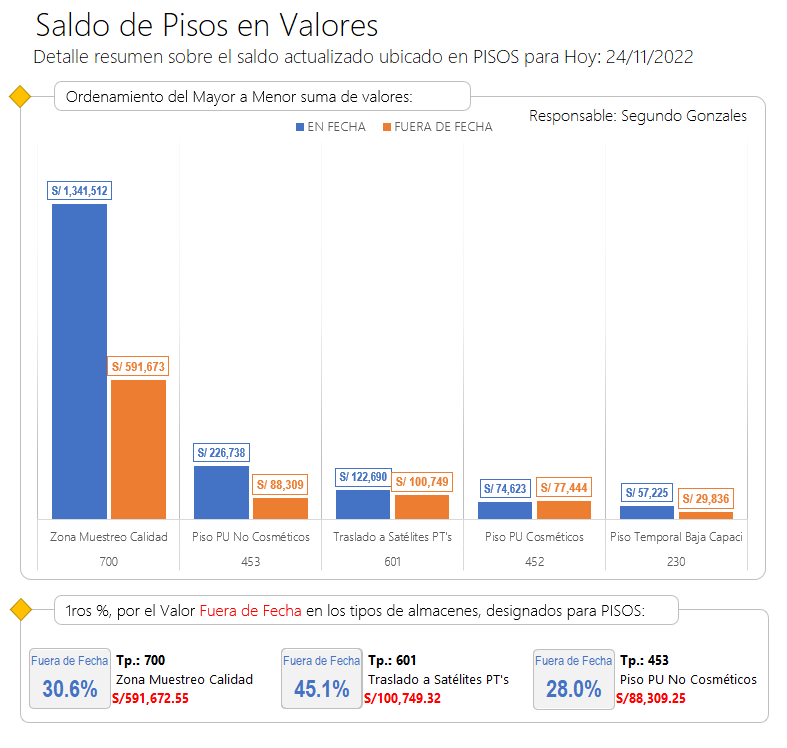 Saldo de Pisos en Valores
Detalle resumen sobre el saldo actualizado ubicado en PISOS para Hoy: 24/11/2022
Ordenamiento del Mayor a Menor suma de valores:
Responsable: Segundo Gonzales
EN FECHA FUERA DE FECHA
S/ 1,341,512
S/ 591,673
S/ 226,738
S/ 88,309
S/ 122,690
S/ 100,749
S/ 74,623
S/ 77,444
S/ 57,225
S/ 29,836
Zona Muestreo Calidad
Piso PU No Cosméticos
Traslado a Satélites PT's
Piso PU Cosméticos
Piso Temporal Baja Capaci
700
453
601
452
230
1ros %, por el Valor Fuera de Fecha en los tipos de almacenes, designados para PISOS:
Fuera de Fecha
30.6%
Tp.: 700
Zona Muestreo Calidad
S/591,672.55
Fuera de Fecha
45.1%
Tp.: 601
Traslado a Satélites PT's
S/100,749.32
Fuera de Fecha
28.0%
Tp.: 453
Piso PU No Cosméticos
S/88,309.25